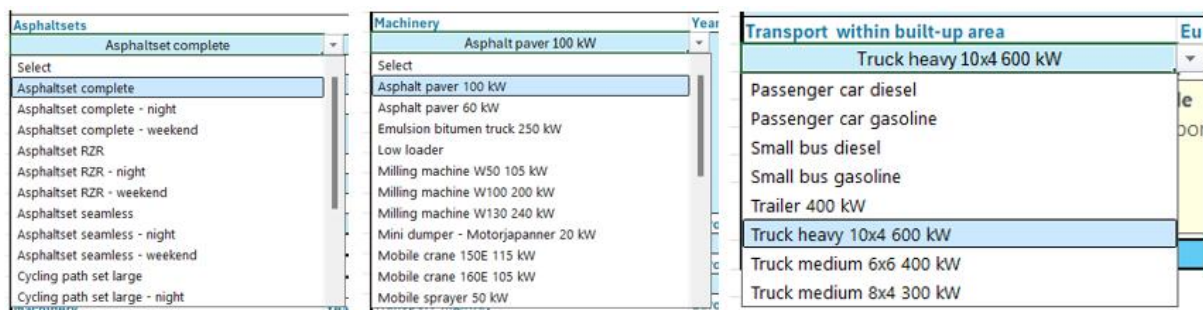 Asphaltsets
Asphaltset complete
Select
Asphaltset complete
Asphaltset complete - night
Asphaltset complete - weekend
Asphaltset RZR
Asphaltset RZR - night
Asphaltset RZR - weekend
Asphaltset seamless
Asphaltset seamless - night
Asphaltset seamless - weekend
Cycling path set large
Cycling path set large - night
Machinery
Asphalt paver 100 kW
Select
Asphalt paver 100 kW
Asphalt paver 60 kW
Emulsion bitumen truck 250 kW
Low loader
Milling machine W50 105 kW
Milling machine W100 200 kW
Milling machine W130 240 kW
Mini dumper - Motorjapanner 20 kW
Mobile crane 150E 115 kW
Mobile crane 160E 105 kW
Mobile sprayer 50 kW
Transport within built-up area
Truck heavy 10x4 600 kW
Passenger car diesel
Passenger car gasoline
Small bus diesel
Small bus gasoline
Trailer 400 kW
Truck heavy 10x4 600 kW
Truck medium 6x6 400 kW
Truck medium 8x4 300 kW